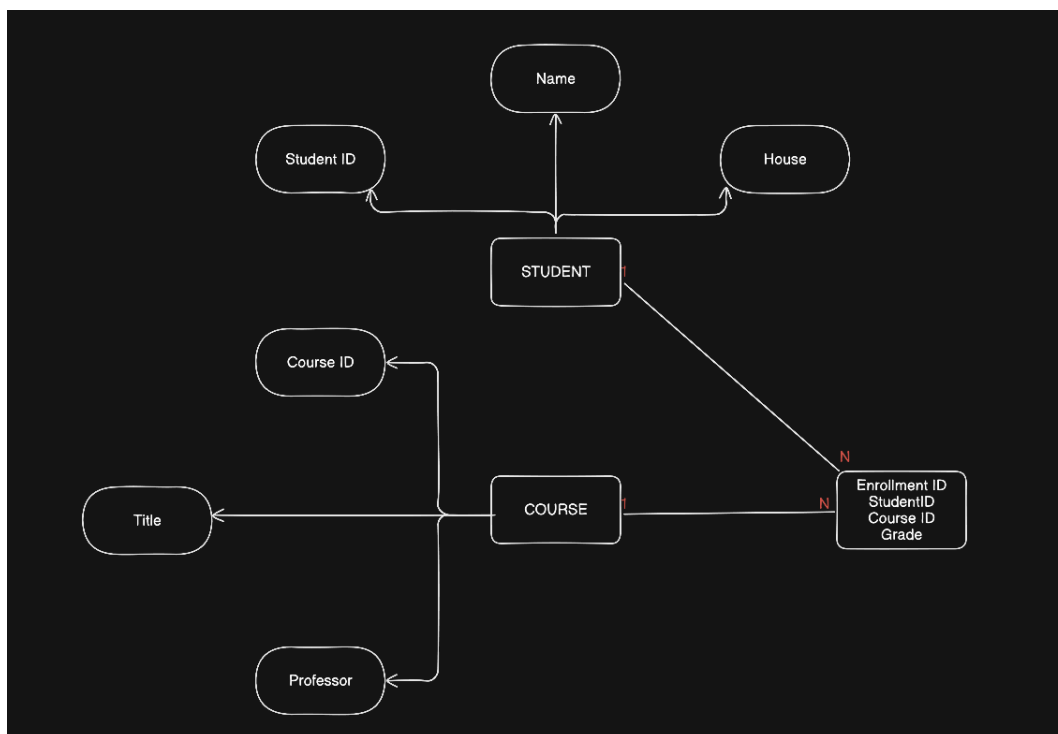 Name
Student ID
House
STUDENT
1
Course ID
N
Enrollment ID
StudentID
Course ID
Grade
COURSE
1
N
Title
Professor